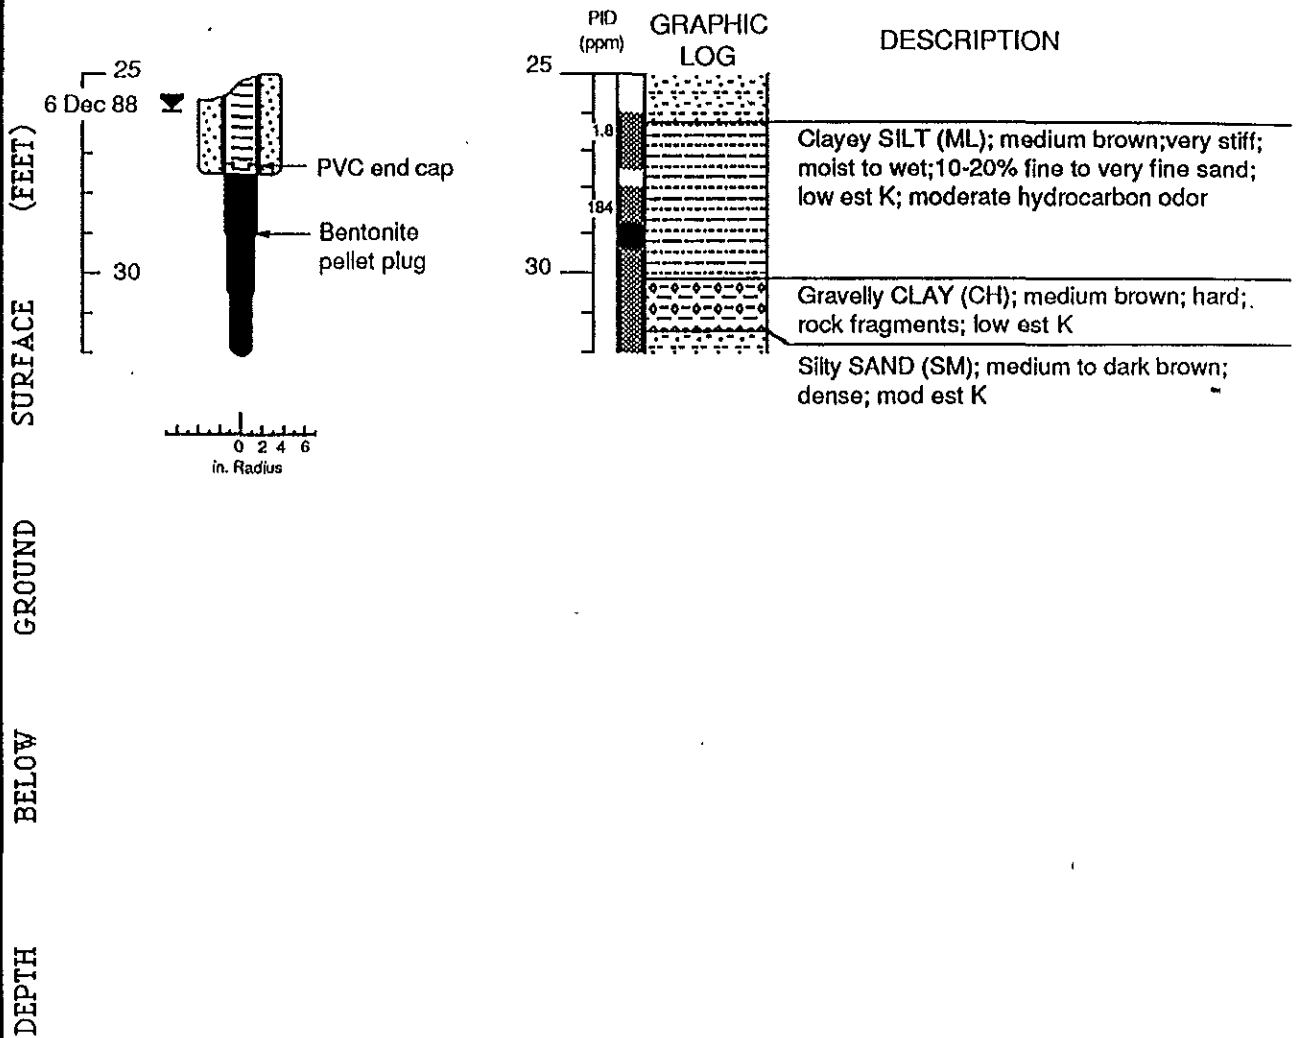 PID
(ppm)
GRAPHIC
LOG
DESCRIPTION
25
6 Dec 88
PVC end cap
Bentonite
pellet plug
30
0 2 4 6
in. Radius
25
1.8
184
30
Clayey SILT (ML); medium brown;very stiff;
moist to wet;10-20% fine to very fine sand;
low est K; moderate hydrocarbon odor
Gravelly CLAY (CH); medium brown; hard;
rock fragments; low est K
Silty SAND (SM); medium to dark brown;
dense; mod est K
DEPTH BELOW GROUND SURFACE (FEET)